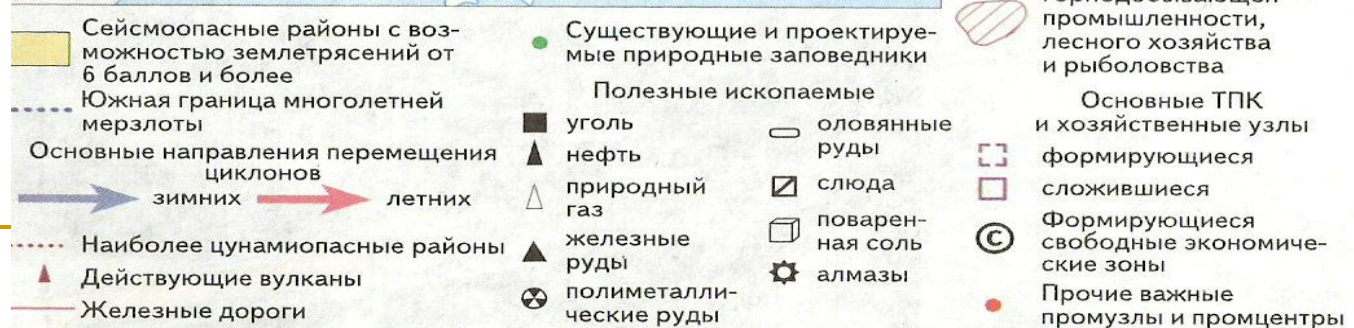 Сейсмоопасные районы с воз-
можностью землетрясений от
6 баллов и более
Южная граница многолетней
мерзлоты
Основные направления перемещения
циклонов
зимних
летних
Наиболее цунамиопасные районы
Действующие вулканы
Железные дороги
Существующие и проектируе-
мые природные заповедники
Полезные ископаемые
уголь
нефть
природный
газ
железные
руды
полиметалли-
ческие руды
оловянные
руды
слюда
поварен-
ная соль
алмазы
промышленности,
лесного хозяйства
и рыболовства
Основные ТПК
и хозяйственные узлы
формирующиеся
сложившиеся
С
Формирующиеся
свободные экономиче-
ские зоны
Прочие важные
промузлы и промцентры